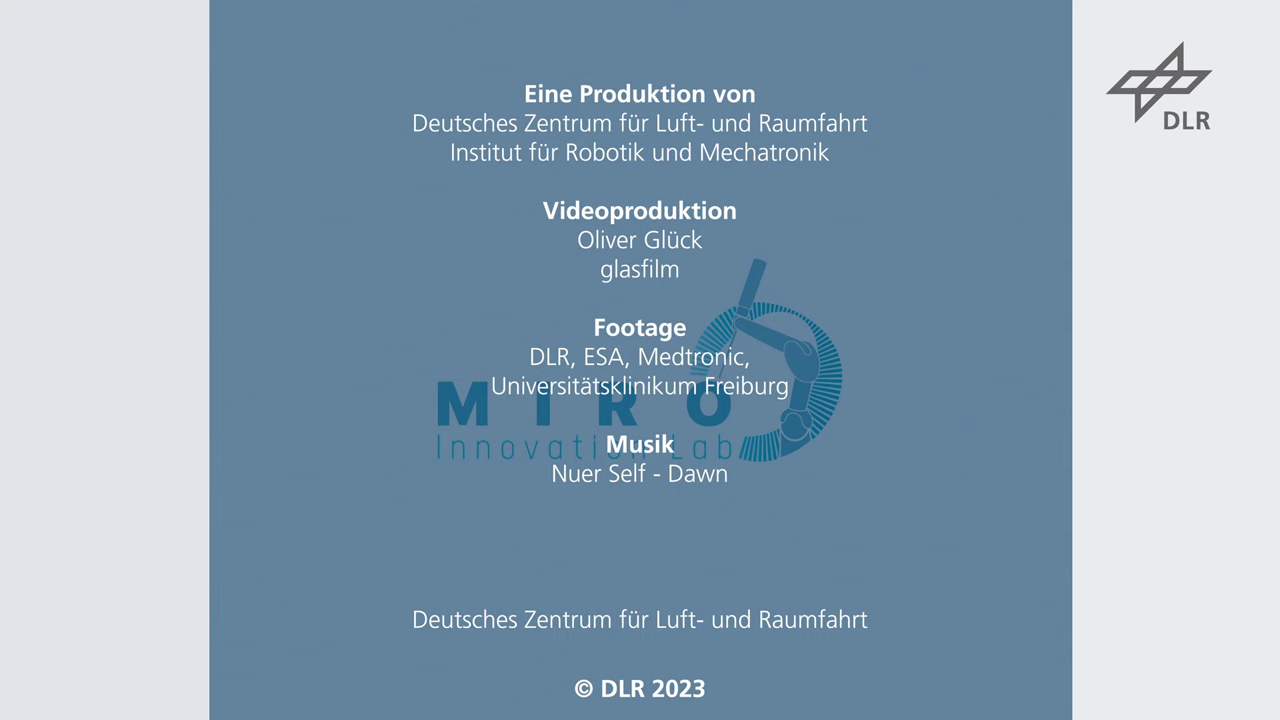 Eine Produktion von
Deutsches Zentrum für Luft- und Raumfahrt
Institut für Robotik und Mechatronik
Videoproduktion
Oliver Glück
glasfilm
Footage
DLR, ESA, Medtronic,
Universitätsklinikum Freiburg
MIRO
Innovation Lab
Musik
Nuer Self - Dawn
Deutsches Zentrum für Luft- und Raumfahrt
© DLR 2023
DLR